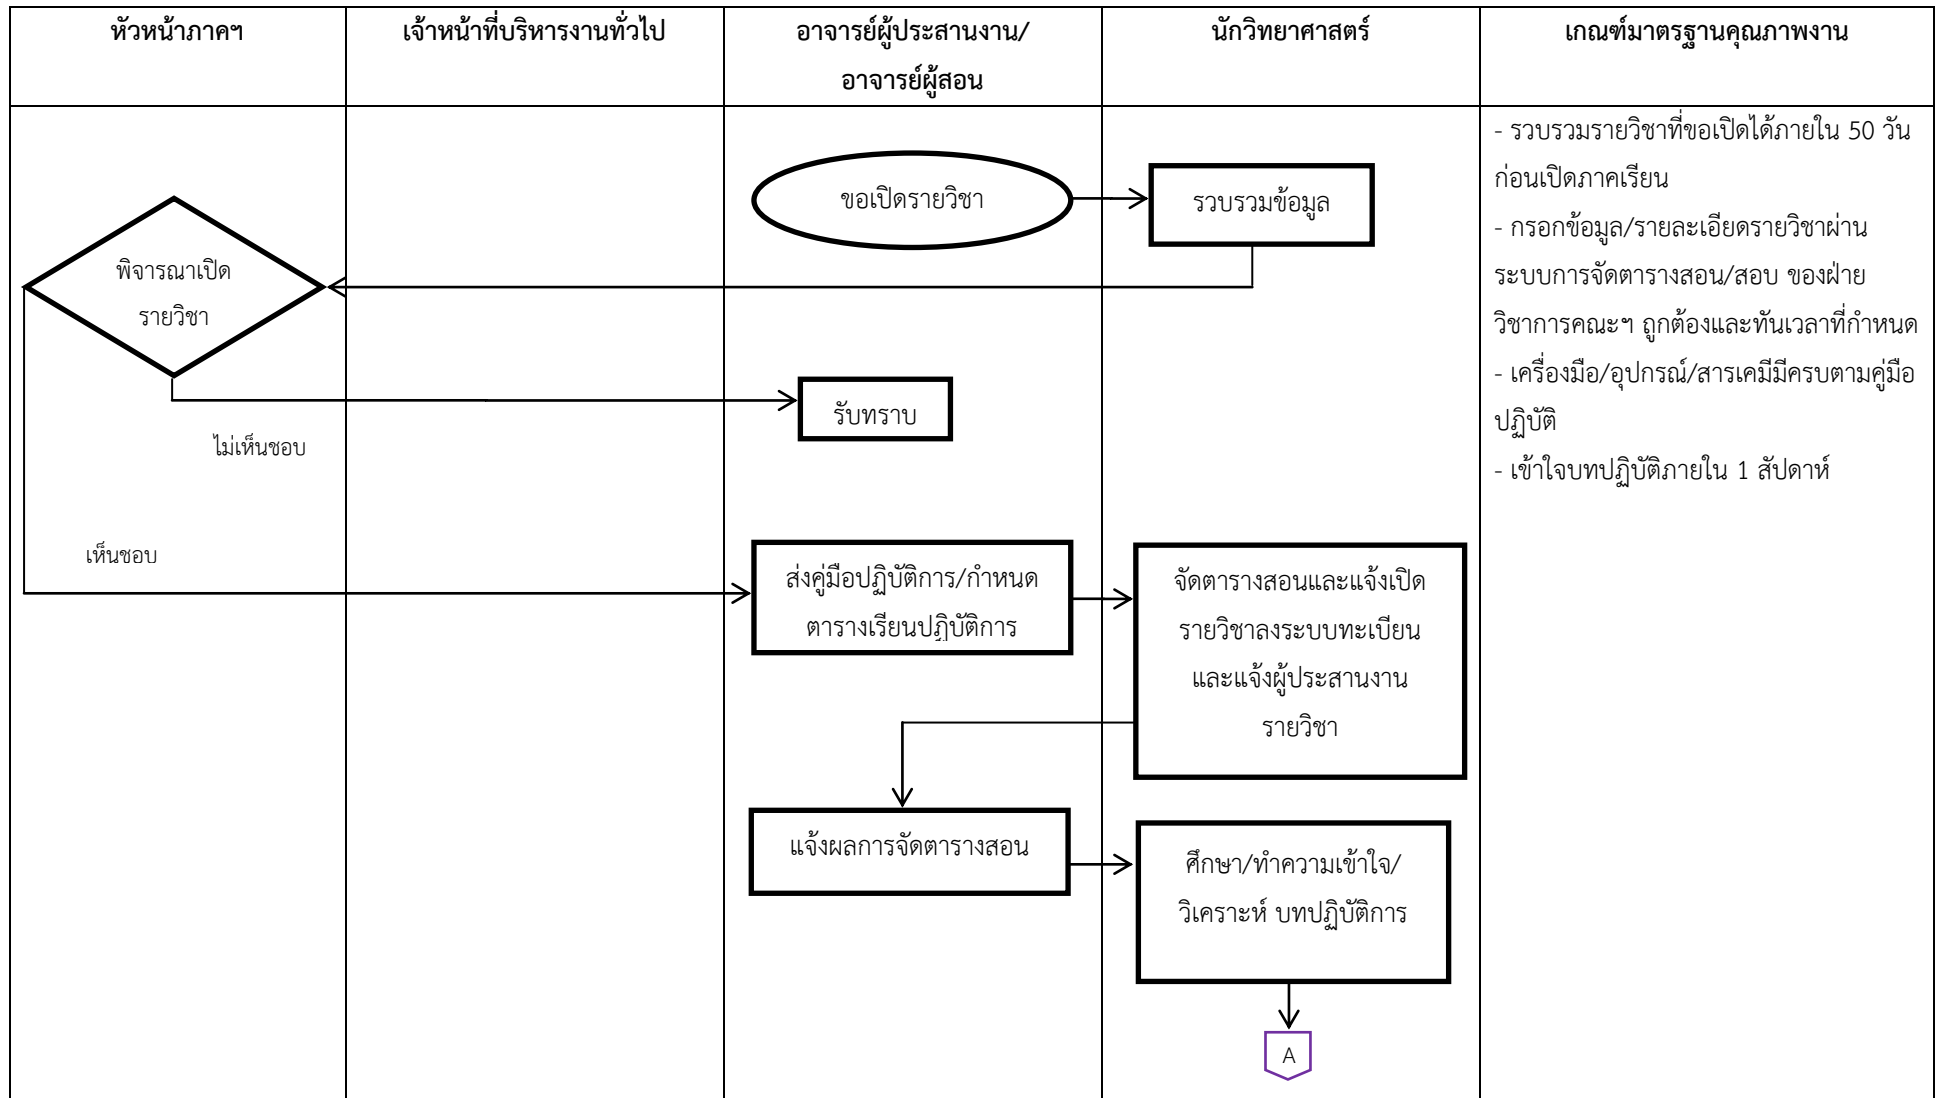 หัวหน้าภาคฯ
เจ้าหน้าที่บริหารงานทั่วไป
อาจารย์ผู้ประสานงาน/
อาจารย์ผู้สอน
นักวิทยาศาสตร์
เกณฑ์มาตรฐานคุณภาพงาน
ขอเปิดรายวิชา
รวบรวมข้อมูล
พิจารณาเปิด
รายวิชา
รับทราบ
ไม่เห็นชอบ
เห็นชอบ
ส่งคู่มือปฏิบัติการ/กำหนด
ตารางเรียนปฏิบัติการ
จัดตารางสอนและแจ้งเปิด
รายวิชาลงระบบทะเบียน
และแจ้งผู้ประสานงาน
รายวิชา
แจ้งผลการจัดตารางสอน
ศึกษา/ทำความเข้าใจ/
วิเคราะห์ บทปฏิบัติการ
A
- รวบรวมรายวิชาที่ขอเปิดได้ภายใน 50 วัน
ก่อนเปิดภาคเรียน
- กรอกข้อมูล/รายละเอียดรายวิชาผ่าน
ระบบการจัดตารางสอน/สอบ ของฝ่าย
วิชาการคณะฯ ถูกต้องและทันเวลาที่กำหนด
- เครื่องมือ/อุปกรณ์/สารเคมีมีครบตามคู่มือ
ปฏิบัติ
- เข้าใจบทปฏิบัติภายใน 1 สัปดาห์